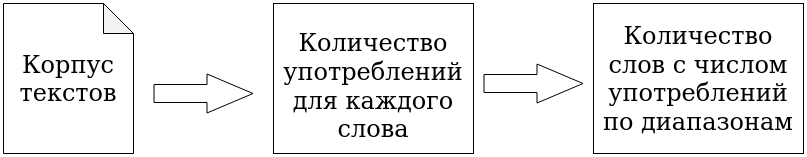 Корпус
текстов
Количество
употреблений
для каждого
слова
Количество
слов с числом
употреблений
по диапазонам